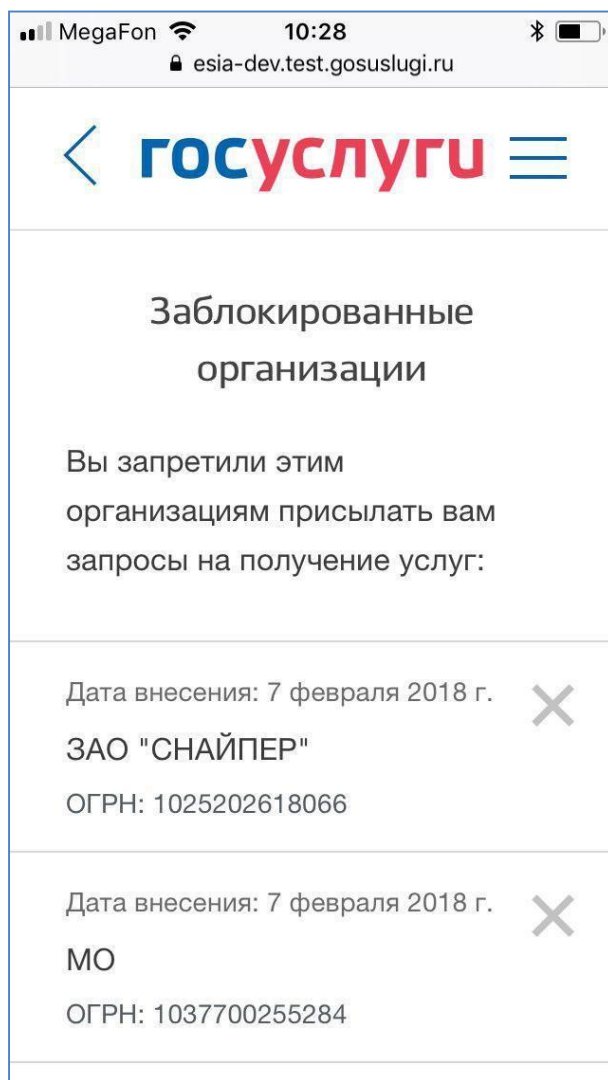 MegaFon 10:28
esia-dev.test.gosuslugi.ru
госуслуги
Заблокированные
организации
Вы запретили этим
организациям присылать вам
запросы на получение услуг:
Дата внесения: 7 февраля 2018 г.
ЗАО "СНАЙПЕР"
ОГРН: 1025202618066
Дата внесения: 7 февраля 2018 г.
МО
ОГРН: 1037700255284